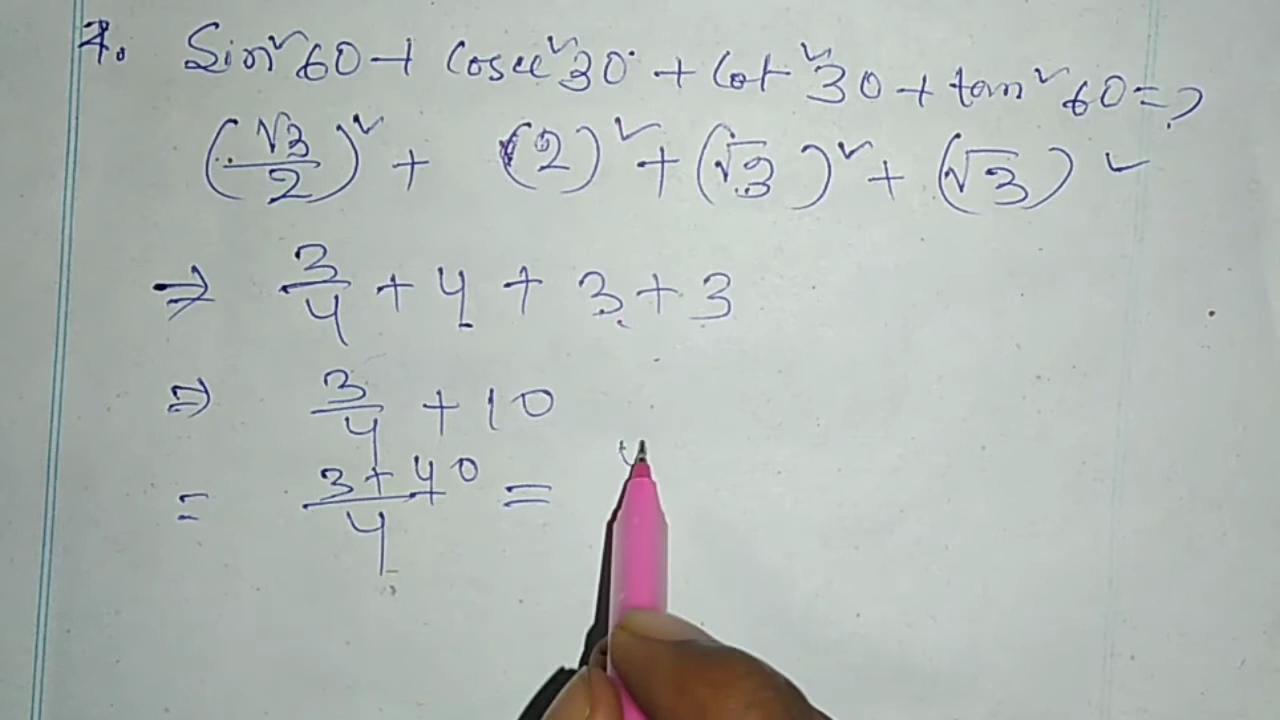 7. Sin²60 + Cosec²30° + Cot²30 + tan²60 = ?
(√3/2)² + (2)² + (√3)² + (√3)²
⇒ 3/4 + 4 + 3 + 3
⇒ 3/4 + 10
= 3+40/4 =